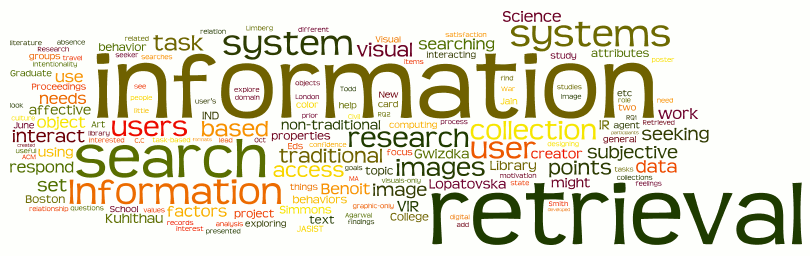 Science
relation Limberg different
related task system visual searching satisfaction systems
literature absence behavior Visual
Research seeker searches interacting study attributes poster
groups travel items
intentionality information
Graduate use see explore objects Todd New find War studies etc need
Proceedings people user's domain London color help card Jain Image role work
needs little prior RQ2 two
look affective IND non-traditional computing process RQ1 Retrieved
cultural object Art users based properties research collection IR agent seeking
June library participants
interact interested C.C lead Oct Eds confidence user general
created search traditional focus Gwizdka creator subjective
useful using ACM access goals topic images Library points tasks data
respond MA motivation collections
set Information things Benoit image Lopatovska state might feelings
Boston behaviors visuals-only retrieval
relationship questions School values factors project Simmons graphic-only VIR digital Smith
Kuhlthau records analysis exploring text Agarwal College add developed
interest presented JASIST findings